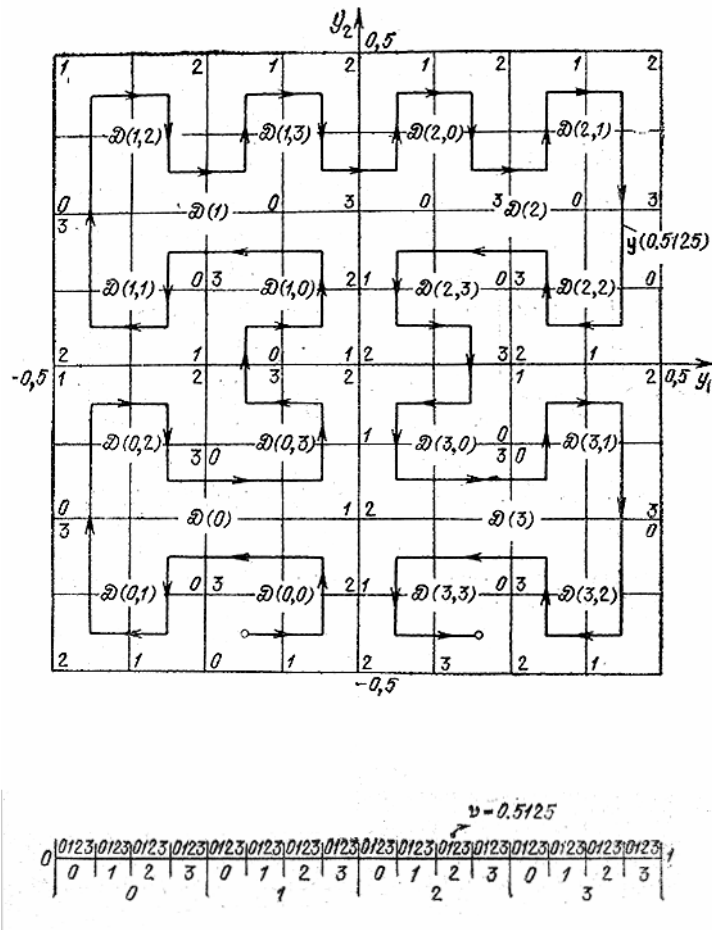 y₂
0,5
1 2 1 2 1 2 1 2
𝒟(1,2) 𝒟(1,3) 𝒟(2,0) 𝒟(2,1)
0 𝒟(1) 0 3 0 3 𝒟(2) 0 3
3
y(0.5125)
𝒟(1,1) 0 3 𝒟(1,0) 2 1 𝒟(2,3) 0 3 𝒟(2,2) 0
2 1 0 1 2 3 2 1
-0,5 0,5 y₁
1 2 3 2 1 2
𝒟(0,2) 𝒟(0,3) 1 𝒟(3,0) 0 𝒟(3,1)
3 0 3 0
0 𝒟(0) 1 2 𝒟(3) 3
3 0
𝒟(0,1) 0 3 𝒟(0,0) 2 1 𝒟(3,3) 0 3 𝒟(3,2)
2 1 0 1 2 3 2 1
-0,5
v=0.5125
0 0123 0123 0123 0123 0123 0123 0123 0123 0123 0123 0123 0123 0123 0123 0123 0123 1
0 1 2 3 0 1 2 3 0 1 2 3 0 1 2 3
0 1 2 3